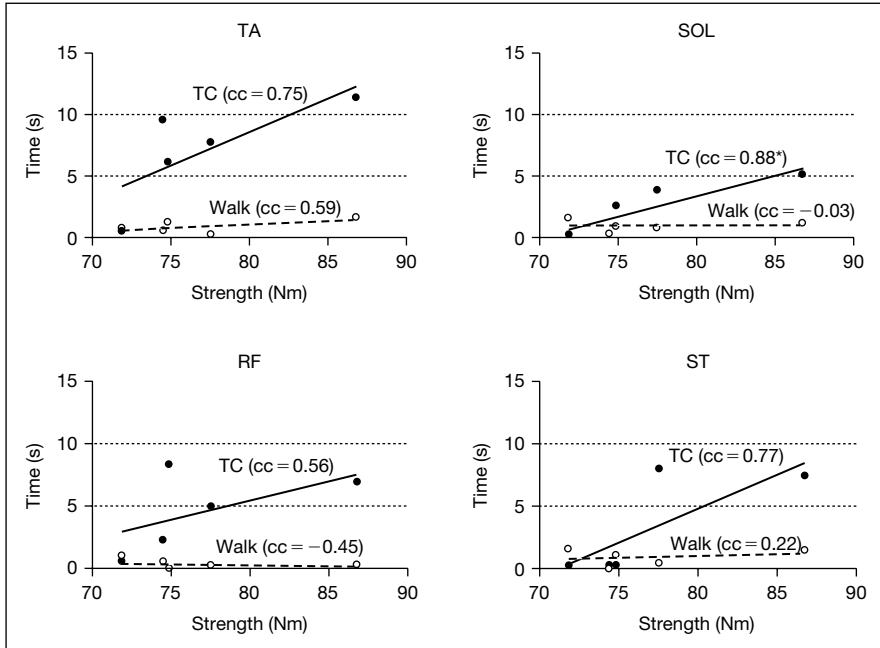 TA
15
10
5
0
Time (s)
TC (cc = 0.75)
Walk (cc = 0.59)
70 75 80 85 90
Strength (Nm)
SOL
15
10
5
0
Time (s)
TC (cc = 0.88*)
Walk (cc = −0.03)
70 75 80 85 90
Strength (Nm)
RF
15
10
5
0
Time (s)
TC (cc = 0.56)
Walk (cc = −0.45)
70 75 80 85 90
Strength (Nm)
ST
15
10
5
0
Time (s)
TC (cc = 0.77)
Walk (cc = 0.22)
70 75 80 85 90
Strength (Nm)